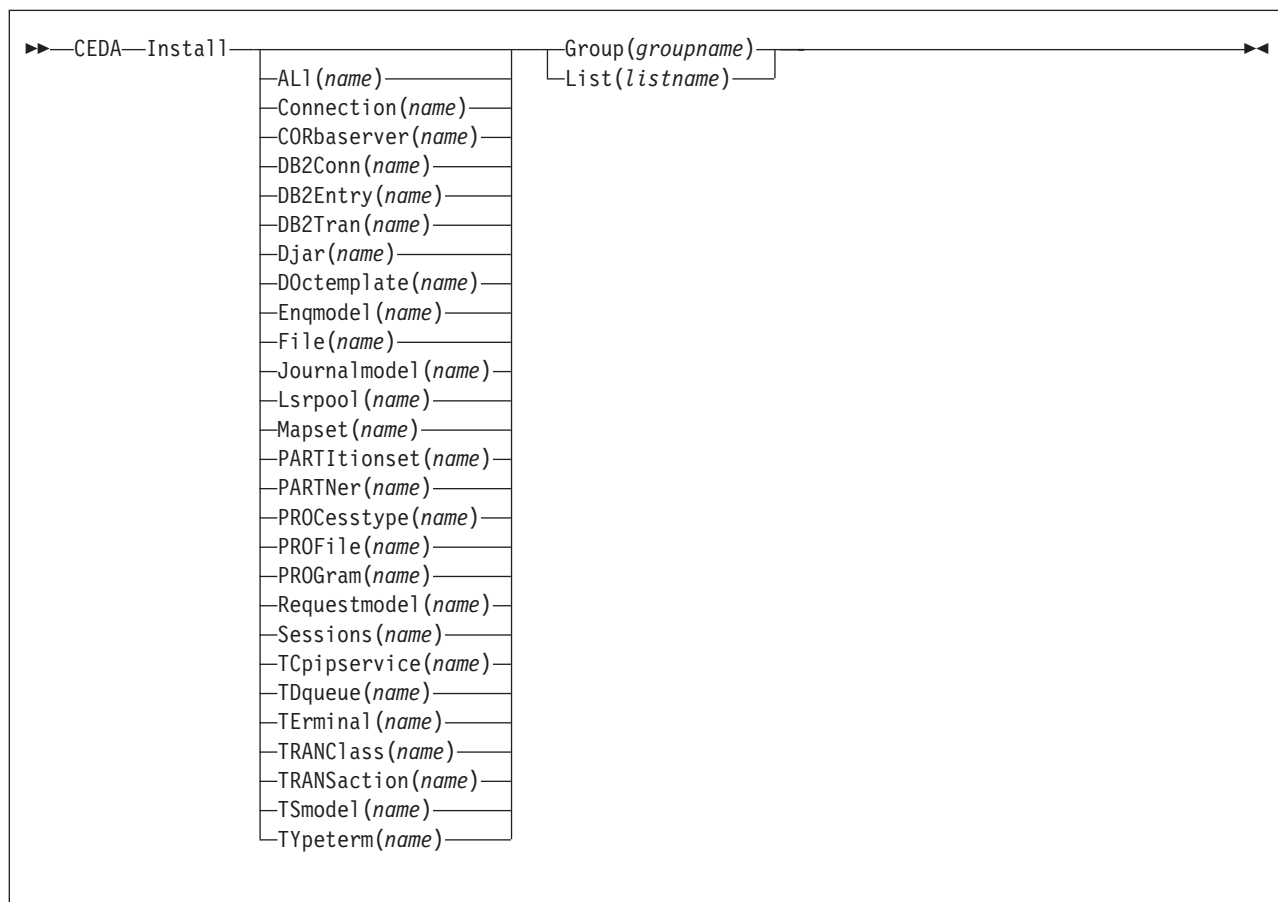 CEDA Install Group(groupname)
ALl(name) List(listname)
Connection(name)
CORbaserver(name)
DB2Conn(name)
DB2Entry(name)
DB2Tran(name)
Djar(name)
DOctemplate(name)
Enqmodel(name)
File(name)
Journalmodel(name)
Lsrpool(name)
Mapset(name)
PARTItionset(name)
PARTNer(name)
PROCesstype(name)
PROFile(name)
PROGram(name)
Requestmodel(name)
Sessions(name)
TCpipservice(name)
TDqueue(name)
TErminal(name)
TRANClass(name)
TRANSaction(name)
TSmodel(name)
TYpeterm(name)